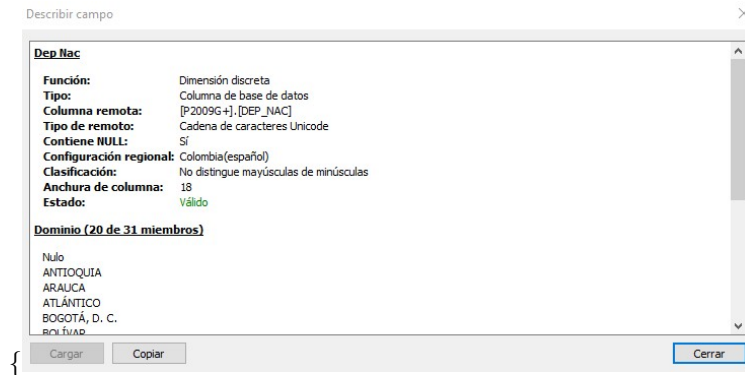 Describir campo
Dep Nac
Función: Dimensión discreta
Tipo: Columna de base de datos
Columna remota: [P2009G+].[DEP_NAC]
Tipo de remoto: Cadena de caracteres Unicode
Contiene NULL: Sí
Configuración regional: Colombia(español)
Clasificación: No distingue mayúsculas de minúsculas
Anchura de columna: 18
Estado: Válido
Dominio (20 de 31 miembros)
Nulo
ANTIOQUIA
ARAUCA
ATLÁNTICO
BOGOTÁ, D. C.
BOLÍVAR
{ Cargar Copiar Cerrar